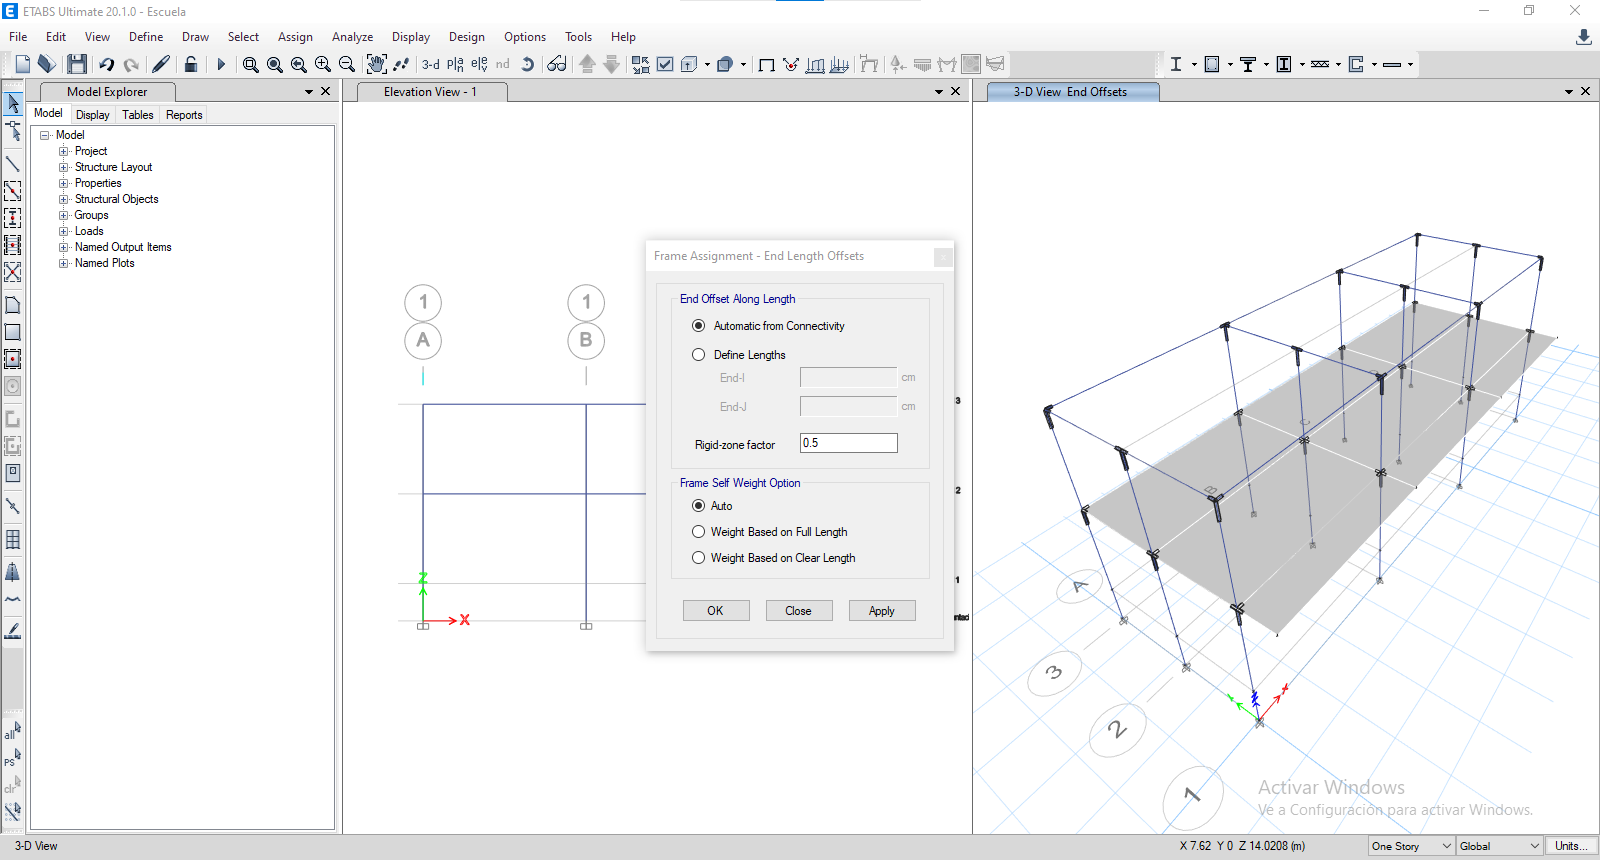 ETABS Ultimate 20.1.0 - Escuela
File Edit View Define Draw Select Assign Analyze Display Design Options Tools Help
3-d
nd
Model Explorer
Elevation View - 1
3-D View End Offsets
Model Display Tables Reports
Model
Project
Structure Layout
Properties
Structural Objects
Groups
Loads
Named Output Items
Named Plots
all
PS
clr
1 1
A B
3
2
1
Z
X
Frame Assignment - End Length Offsets
End Offset Along Length
Automatic from Connectivity
Define Lengths
End-I cm
End-J cm
Rigid-zone factor 0.5
Frame Self Weight Option
Auto
Weight Based on Full Length
Weight Based on Clear Length
OK Close Apply
C
B
A
3
2
1
Activar Windows
Ve a Configuración para activar Windows.
3-D View
X 7.62 Y 0 Z 14.0208 (m)
One Story Global Units...